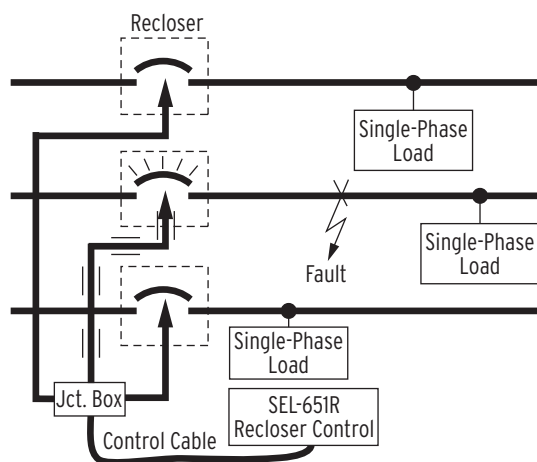 Recloser
Single-Phase
Load
Single-Phase
Load
Fault
Single-Phase
Load
Jct. Box
SEL-651R
Recloser Control
Control Cable